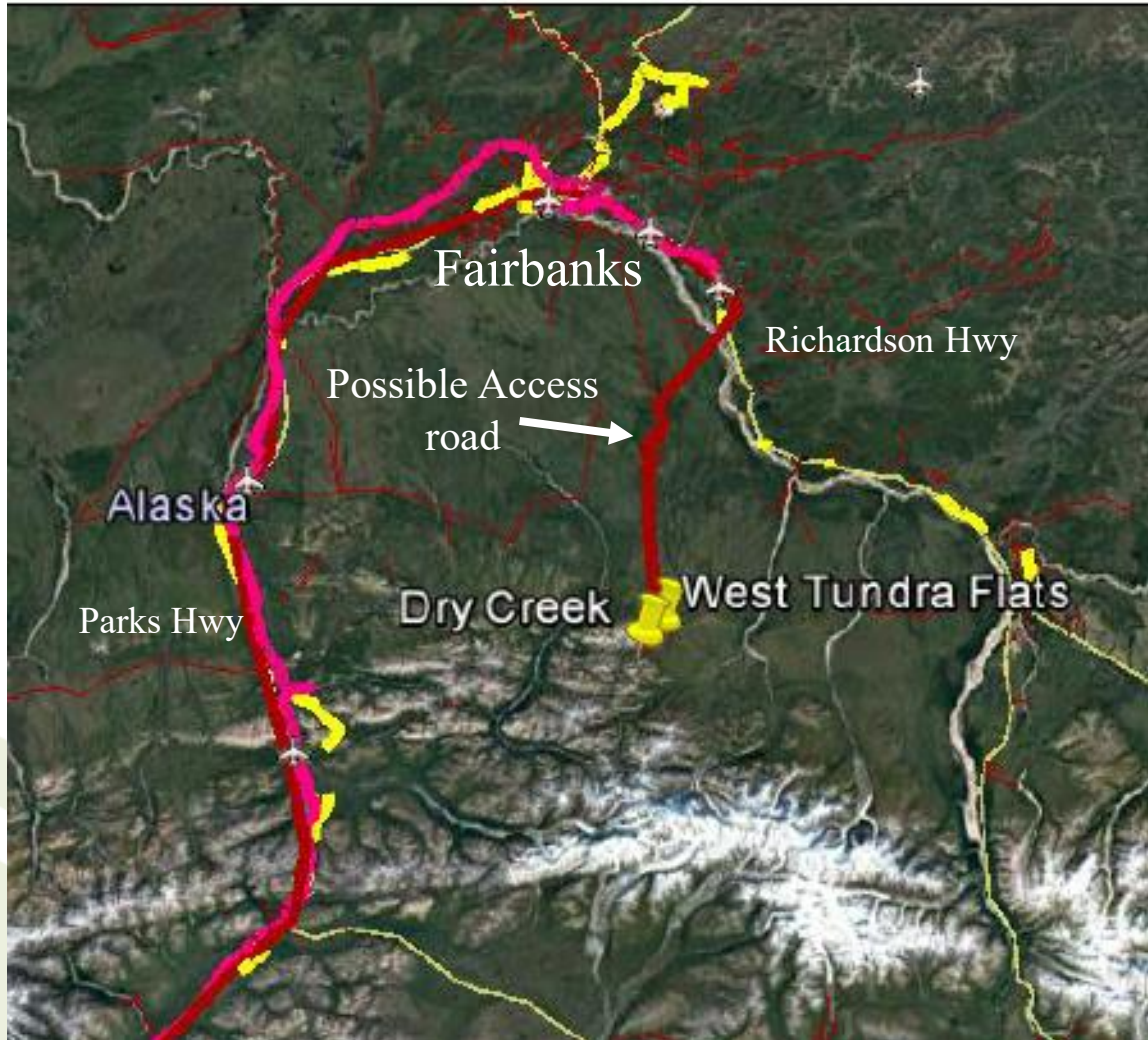 Fairbanks
Richardson Hwy
Possible Access
road
Alaska
Dry Creek
West Tundra Flats
Parks Hwy